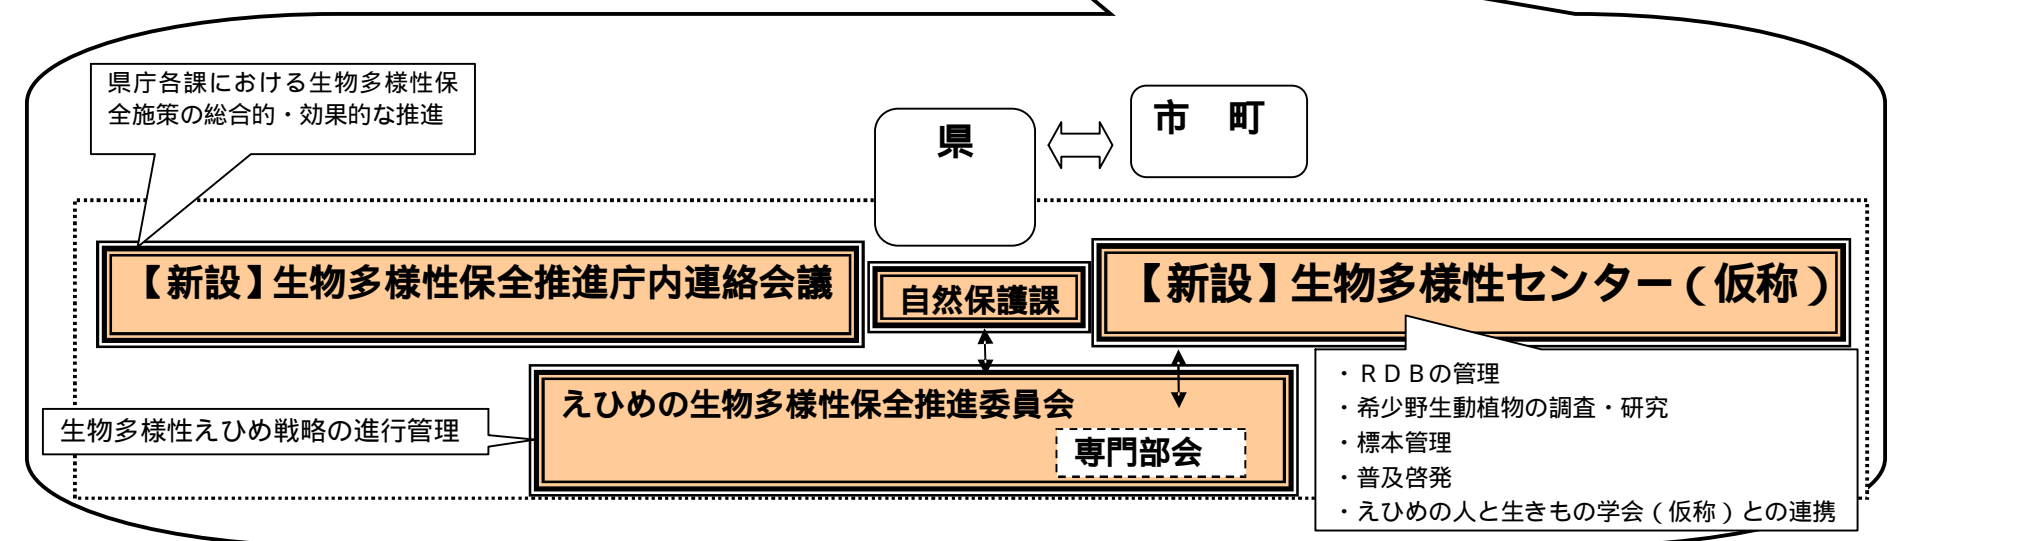 県庁各課における生物多様性保
全施策の総合的・効果的な推進
県
市　町
【新設】生物多様性保全推進庁内連絡会議
自然保護課
【新設】生物多様性センター（仮称）
えひめの生物多様性保全推進委員会
専門部会
生物多様性えひめ戦略の進行管理
・ＲＤＢの管理
・希少野生動植物の調査・研究
・標本管理
・普及啓発
・えひめの人と生きもの学会（仮称）との連携